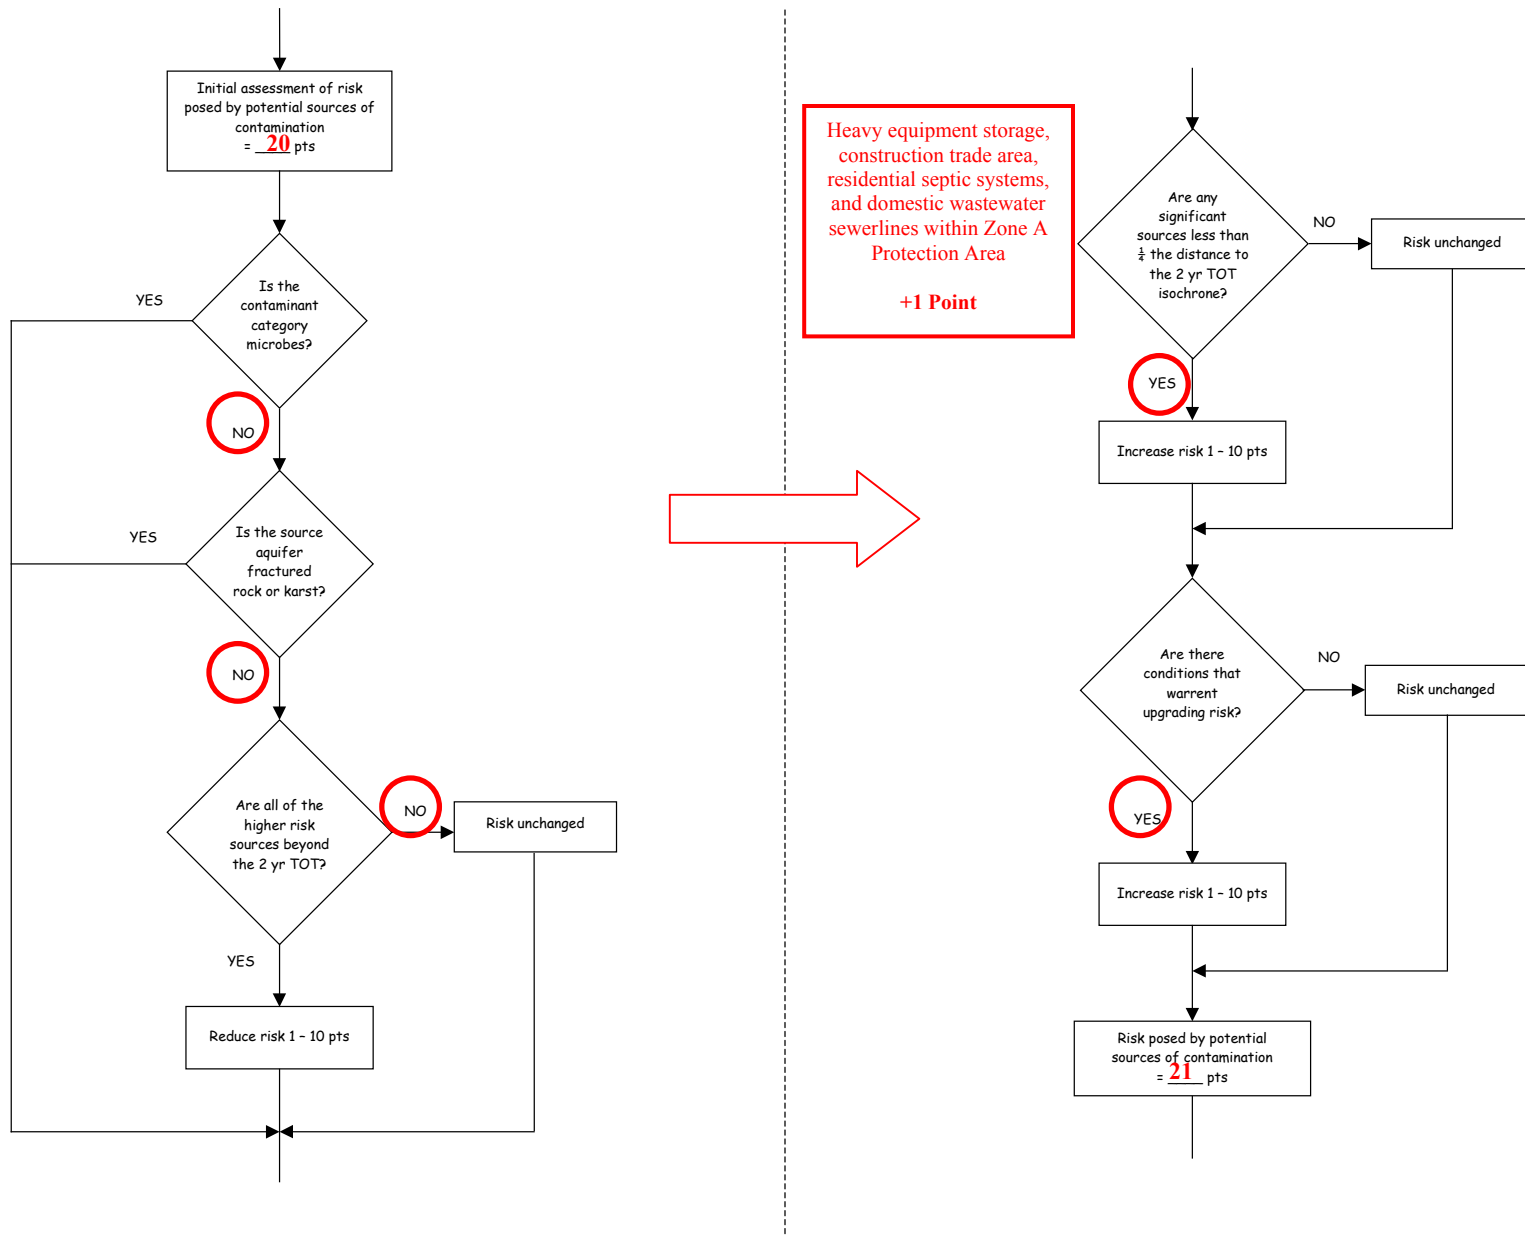 Initial assessment of risk
posed by potential sources of
contamination
= 20 pts
Is the
contaminant
category
microbes?
YES
NO
Is the source
aquifer
fractured
rock or karst?
YES
NO
Are all of the
higher risk
sources beyond
the 2 yr TOT?
NO
Risk unchanged
YES
Reduce risk 1 – 10 pts
Heavy equipment storage,
construction trade area,
residential septic systems,
and domestic wastewater
sewerlines within Zone A
Protection Area
+1 Point
Are any
significant
sources less than
¼ the distance to
the 2 yr TOT
isochrone?
NO
Risk unchanged
YES
Increase risk 1 – 10 pts
Are there
conditions that
warrent
upgrading risk?
NO
Risk unchanged
YES
Increase risk 1 – 10 pts
Risk posed by potential
sources of contamination
= 21 pts